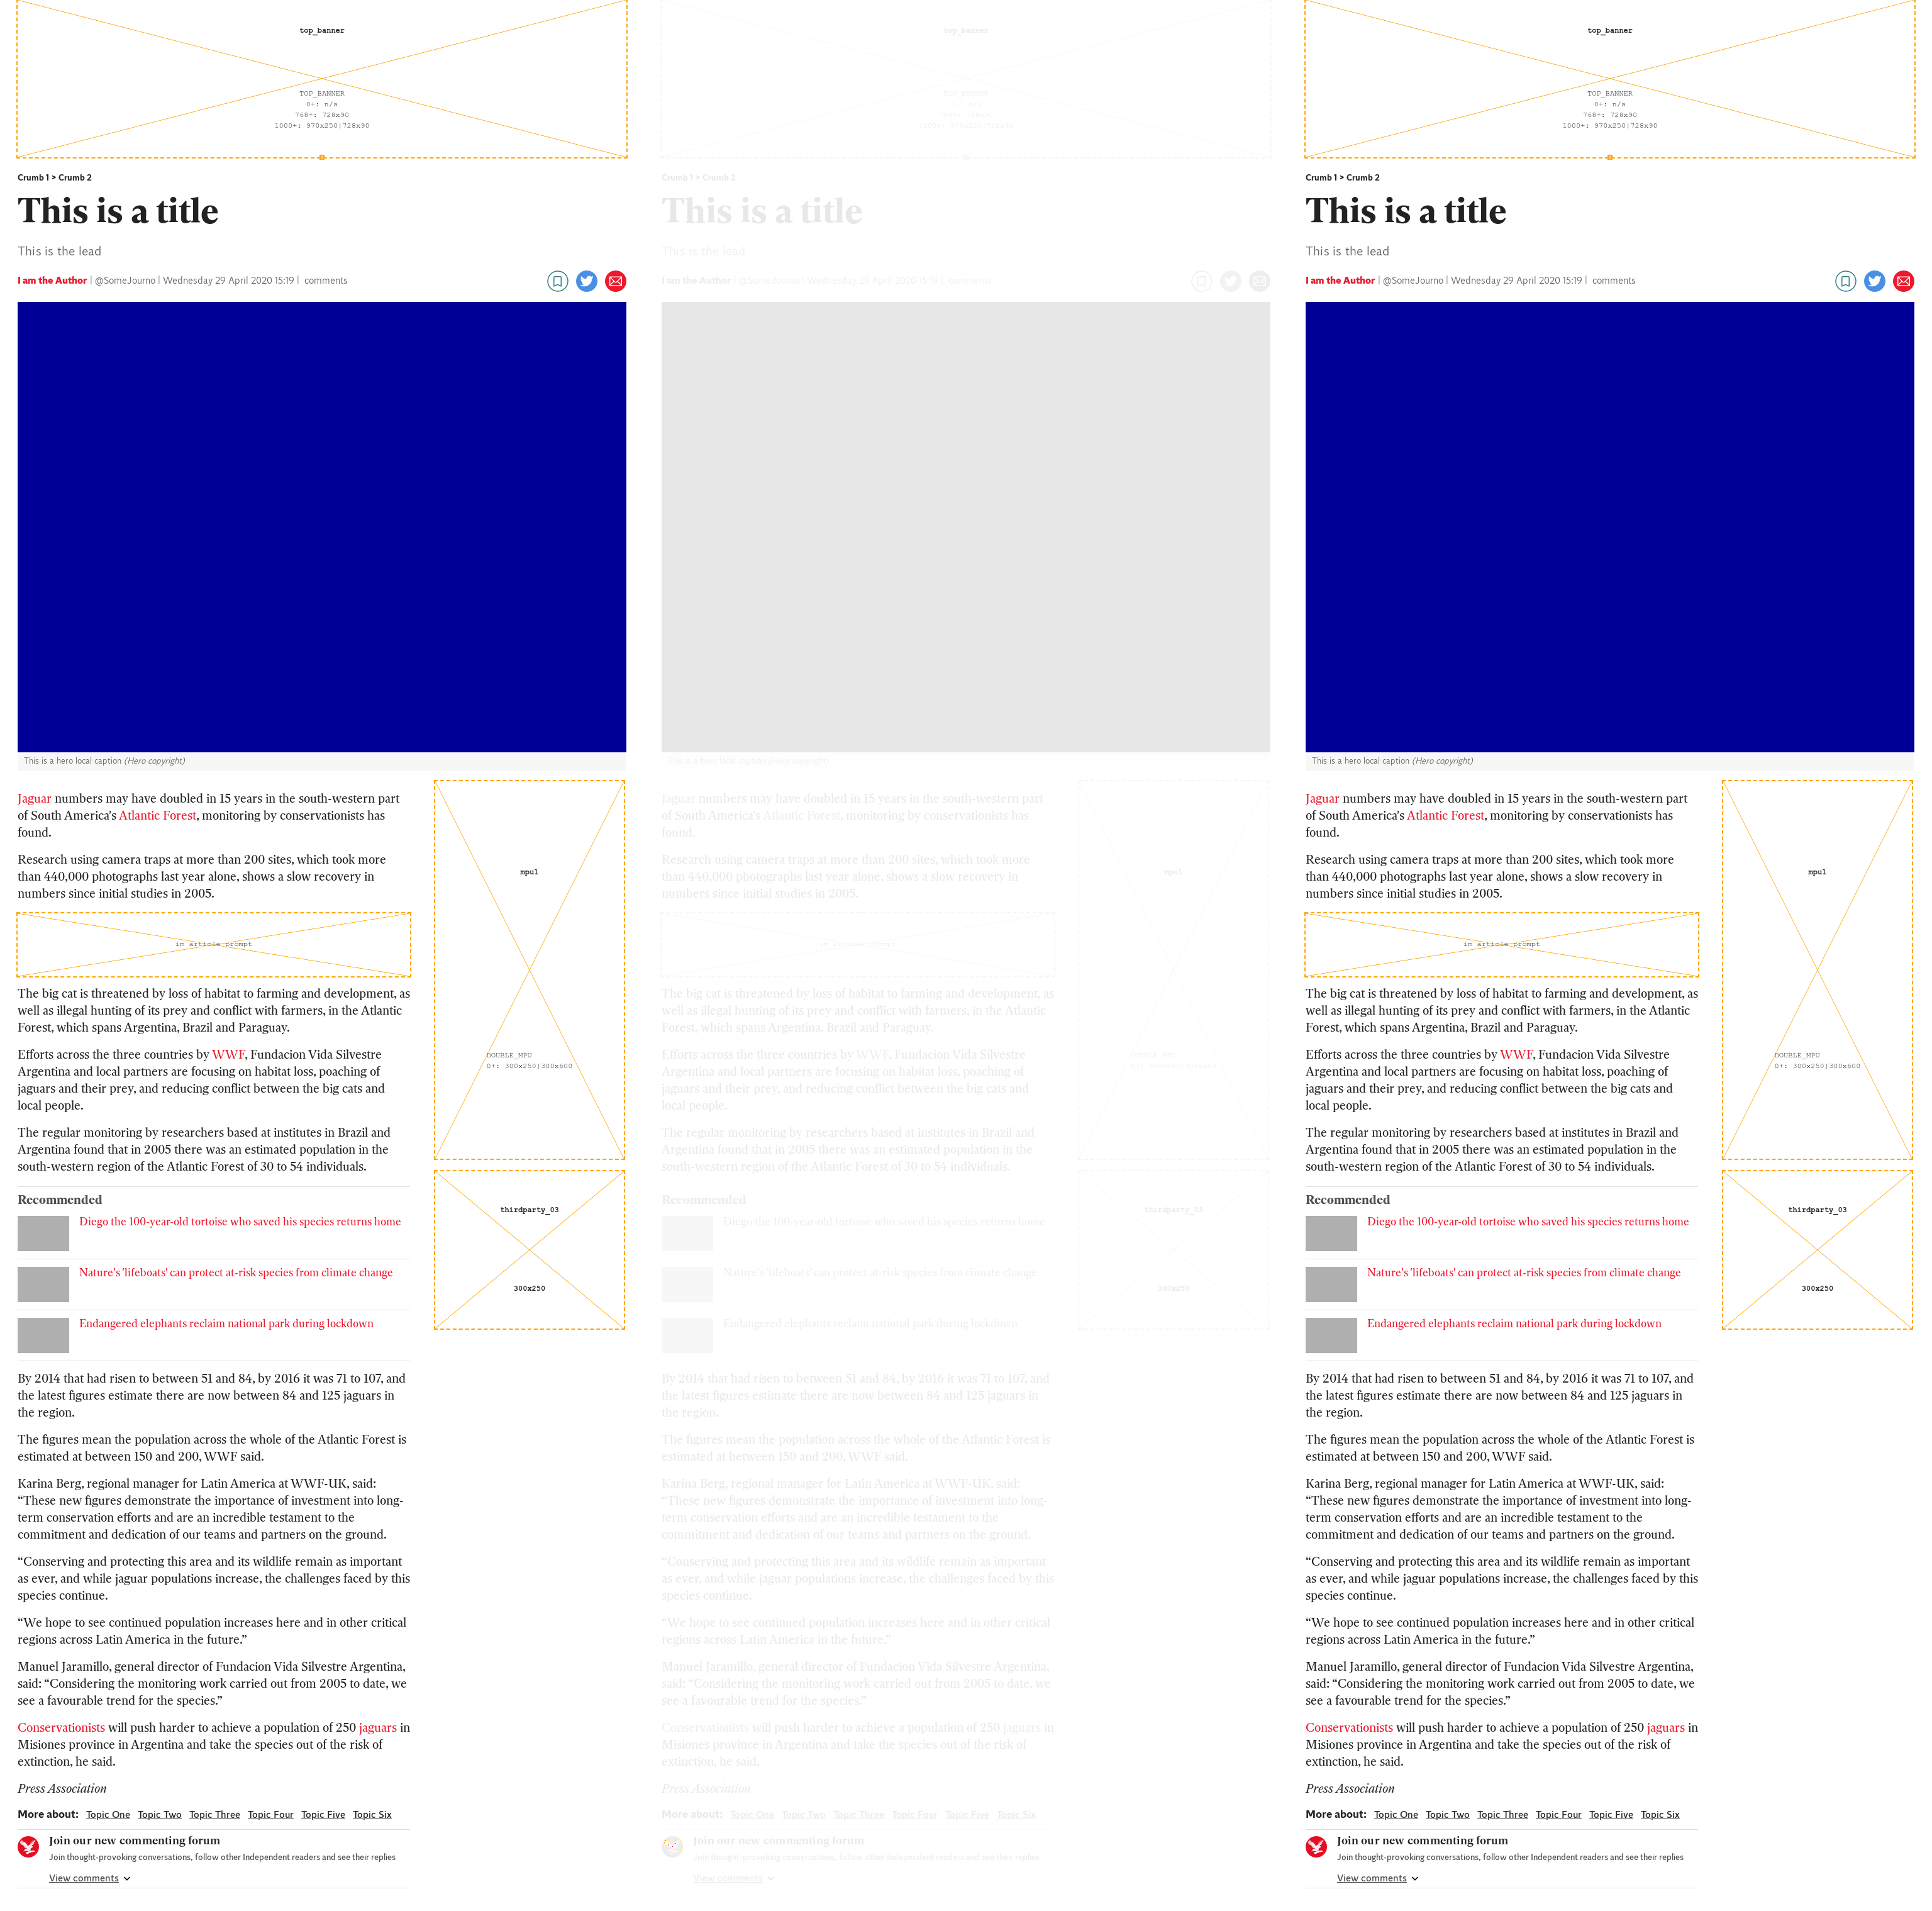 top_banner
TOP_BANNER
0+: n/a
768+: 728x90
1000+: 970x250|728x90
Crumb 1 > Crumb 2
This is a title
This is the lead
I am the Author | @SomeJourno | Wednesday 29 April 2020 15:19 | comments
This is a hero local caption (Hero copyright)
Jaguar numbers may have doubled in 15 years in the south-western part
of South America's Atlantic Forest, monitoring by conservationists has
found.
Research using camera traps at more than 200 sites, which took more
than 440,000 photographs last year alone, shows a slow recovery in
numbers since initial studies in 2005.
im article prompt
The big cat is threatened by loss of habitat to farming and development, as
well as illegal hunting of its prey and conflict with farmers, in the Atlantic
Forest, which spans Argentina, Brazil and Paraguay.
Efforts across the three countries by WWF, Fundacion Vida Silvestre
Argentina and local partners are focusing on habitat loss, poaching of
jaguars and their prey, and reducing conflict between the big cats and
local people.
The regular monitoring by researchers based at institutes in Brazil and
Argentina found that in 2005 there was an estimated population in the
south-western region of the Atlantic Forest of 30 to 54 individuals.
Recommended
Diego the 100-year-old tortoise who saved his species returns home
Nature's 'lifeboats' can protect at-risk species from climate change
Endangered elephants reclaim national park during lockdown
By 2014 that had risen to between 51 and 84, by 2016 it was 71 to 107, and
the latest figures estimate there are now between 84 and 125 jaguars in
the region.
The figures mean the population across the whole of the Atlantic Forest is
estimated at between 150 and 200, WWF said.
Karina Berg, regional manager for Latin America at WWF-UK, said:
“These new figures demonstrate the importance of investment into long-
term conservation efforts and are an incredible testament to the
commitment and dedication of our teams and partners on the ground.
“Conserving and protecting this area and its wildlife remain as important
as ever, and while jaguar populations increase, the challenges faced by this
species continue.
“We hope to see continued population increases here and in other critical
regions across Latin America in the future.”
Manuel Jaramillo, general director of Fundacion Vida Silvestre Argentina,
said: “Considering the monitoring work carried out from 2005 to date, we
see a favourable trend for the species.”
Conservationists will push harder to achieve a population of 250 jaguars in
Misiones province in Argentina and take the species out of the risk of
extinction, he said.
Press Association
More about: Topic One Topic Two Topic Three Topic Four Topic Five Topic Six
Join our new commenting forum
Join thought-provoking conversations, follow other Independent readers and see their replies
View comments
mpu1
DOUBLE_MPU
0+: 300x250|300x600
thirdparty_03
300x250
top_banner
TOP_BANNER
Crumb 1 > Crumb 2
This is a title
This is the lead
I am the Author | @SomeJourno | Wednesday 29 April 2020 15:19 | comments
This is a hero local caption (Hero copyright)
Jaguar numbers may have doubled in 15 years in the south-western part
of South America's Atlantic Forest, monitoring by conservationists has
found.
Research using camera traps at more than 200 sites, which took more
than 440,000 photographs last year alone, shows a slow recovery in
numbers since initial studies in 2005.
The big cat is threatened by loss of habitat to farming and development, as
well as illegal hunting of its prey and conflict with farmers, in the Atlantic
Forest, which spans Argentina, Brazil and Paraguay.
Efforts across the three countries by WWF, Fundacion Vida Silvestre
Argentina and local partners are focusing on habitat loss, poaching of
jaguars and their prey, and reducing conflict between the big cats and
local people.
The regular monitoring by researchers based at institutes in Brazil and
Argentina found that in 2005 there was an estimated population in the
south-western region of the Atlantic Forest of 30 to 54 individuals.
Recommended
Diego the 100-year-old tortoise who saved his species returns home
Nature's 'lifeboats' can protect at-risk species from climate change
Endangered elephants reclaim national park during lockdown
By 2014 that had risen to between 51 and 84, by 2016 it was 71 to 107, and
the latest figures estimate there are now between 84 and 125 jaguars in
the region.
The figures mean the population across the whole of the Atlantic Forest is
estimated at between 150 and 200, WWF said.
Karina Berg, regional manager for Latin America at WWF-UK, said:
“These new figures demonstrate the importance of investment into long-
term conservation efforts and are an incredible testament to the
commitment and dedication of our teams and partners on the ground.
“Conserving and protecting this area and its wildlife remain as important
as ever, and while jaguar populations increase, the challenges faced by this
species continue.
“We hope to see continued population increases here and in other critical
regions across Latin America in the future.”
Manuel Jaramillo, general director of Fundacion Vida Silvestre Argentina,
said: “Considering the monitoring work carried out from 2005 to date, we
see a favourable trend for the species.”
Conservationists will push harder to achieve a population of 250 jaguars in
Misiones province in Argentina and take the species out of the risk of
extinction, he said.
Press Association
More about: Topic One Topic Two Topic Three Topic Four Topic Five Topic Six
Join our new commenting forum
Join thought-provoking conversations, follow other Independent readers and see their replies
View comments
mpu1
thirdparty_03
300x250
top_banner
TOP_BANNER
0+: n/a
768+: 728x90
1000+: 970x250|728x90
Crumb 1 > Crumb 2
This is a title
This is the lead
I am the Author | @SomeJourno | Wednesday 29 April 2020 15:19 | comments
This is a hero local caption (Hero copyright)
Jaguar numbers may have doubled in 15 years in the south-western part
of South America's Atlantic Forest, monitoring by conservationists has
found.
Research using camera traps at more than 200 sites, which took more
than 440,000 photographs last year alone, shows a slow recovery in
numbers since initial studies in 2005.
im article prompt
The big cat is threatened by loss of habitat to farming and development, as
well as illegal hunting of its prey and conflict with farmers, in the Atlantic
Forest, which spans Argentina, Brazil and Paraguay.
Efforts across the three countries by WWF, Fundacion Vida Silvestre
Argentina and local partners are focusing on habitat loss, poaching of
jaguars and their prey, and reducing conflict between the big cats and
local people.
The regular monitoring by researchers based at institutes in Brazil and
Argentina found that in 2005 there was an estimated population in the
south-western region of the Atlantic Forest of 30 to 54 individuals.
Recommended
Diego the 100-year-old tortoise who saved his species returns home
Nature's 'lifeboats' can protect at-risk species from climate change
Endangered elephants reclaim national park during lockdown
By 2014 that had risen to between 51 and 84, by 2016 it was 71 to 107, and
the latest figures estimate there are now between 84 and 125 jaguars in
the region.
The figures mean the population across the whole of the Atlantic Forest is
estimated at between 150 and 200, WWF said.
Karina Berg, regional manager for Latin America at WWF-UK, said:
“These new figures demonstrate the importance of investment into long-
term conservation efforts and are an incredible testament to the
commitment and dedication of our teams and partners on the ground.
“Conserving and protecting this area and its wildlife remain as important
as ever, and while jaguar populations increase, the challenges faced by this
species continue.
“We hope to see continued population increases here and in other critical
regions across Latin America in the future.”
Manuel Jaramillo, general director of Fundacion Vida Silvestre Argentina,
said: “Considering the monitoring work carried out from 2005 to date, we
see a favourable trend for the species.”
Conservationists will push harder to achieve a population of 250 jaguars in
Misiones province in Argentina and take the species out of the risk of
extinction, he said.
Press Association
More about: Topic One Topic Two Topic Three Topic Four Topic Five Topic Six
Join our new commenting forum
Join thought-provoking conversations, follow other Independent readers and see their replies
View comments
mpu1
DOUBLE_MPU
0+: 300x250|300x600
thirdparty_03
300x250